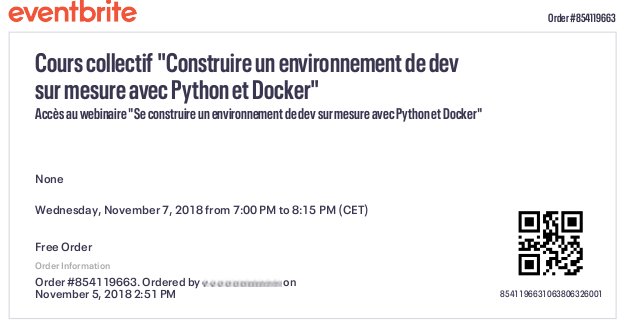 eventbrite
Order #854119663
Cours collectif "Construire un environnement de dev
sur mesure avec Python et Docker"
Accès au webinaire "Se construire un environnement de dev sur mesure avec Python et Docker"
None
Wednesday, November 7, 2018 from 7:00 PM to 8:15 PM (CET)
Free Order
Order Information
Order #854119663. Ordered by on
November 5, 2018 2:51 PM
8541196631063806326001